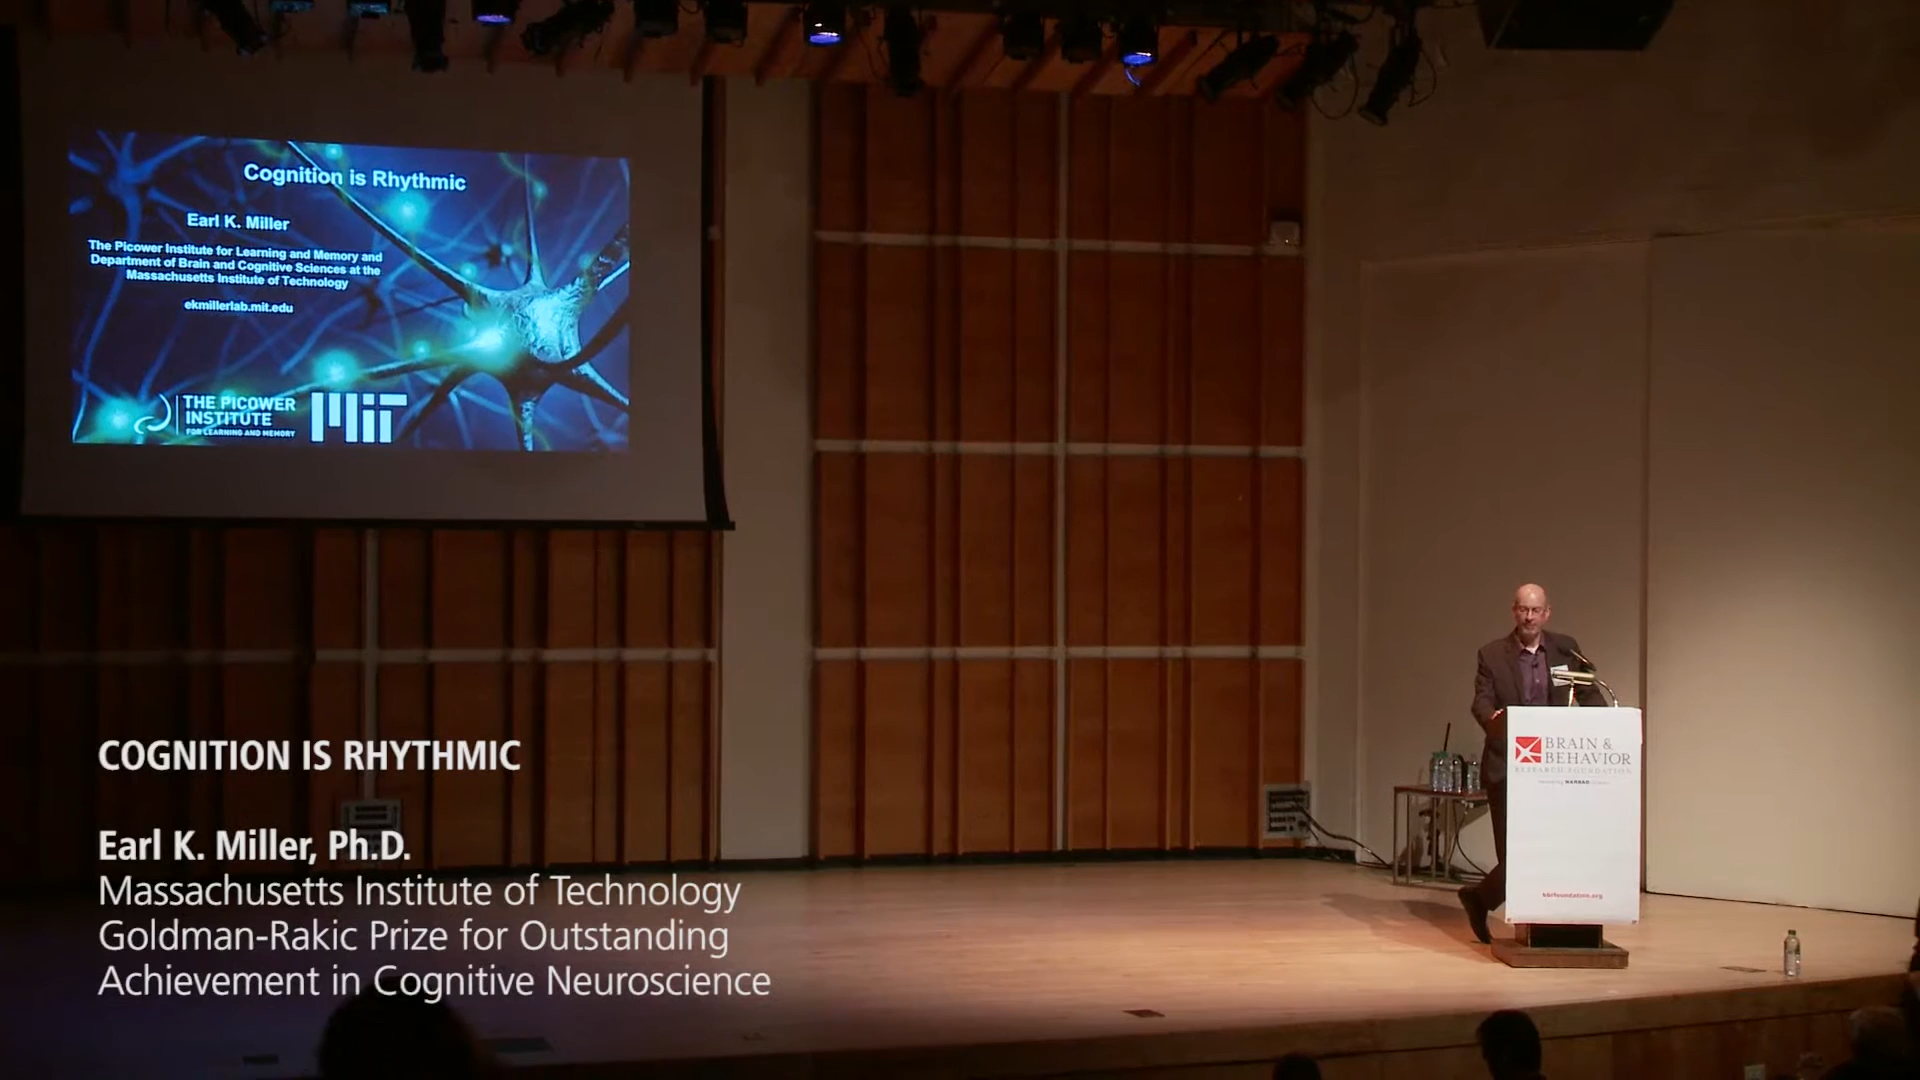 Cognition is Rhythmic
Earl K. Miller
The Picower Institute for Learning and Memory and
Department of Brain and Cognitive Sciences at the
Massachusetts Institute of Technology
ekmillerlab.mit.edu
THE PICOWER
INSTITUTE
FOR LEARNING AND MEMORY
MIT
COGNITION IS RHYTHMIC
Earl K. Miller, Ph.D.
Massachusetts Institute of Technology
Goldman-Rakic Prize for Outstanding
Achievement in Cognitive Neuroscience
BRAIN &
BEHAVIOR
RESEARCH FOUNDATION
bbrfoundation.org